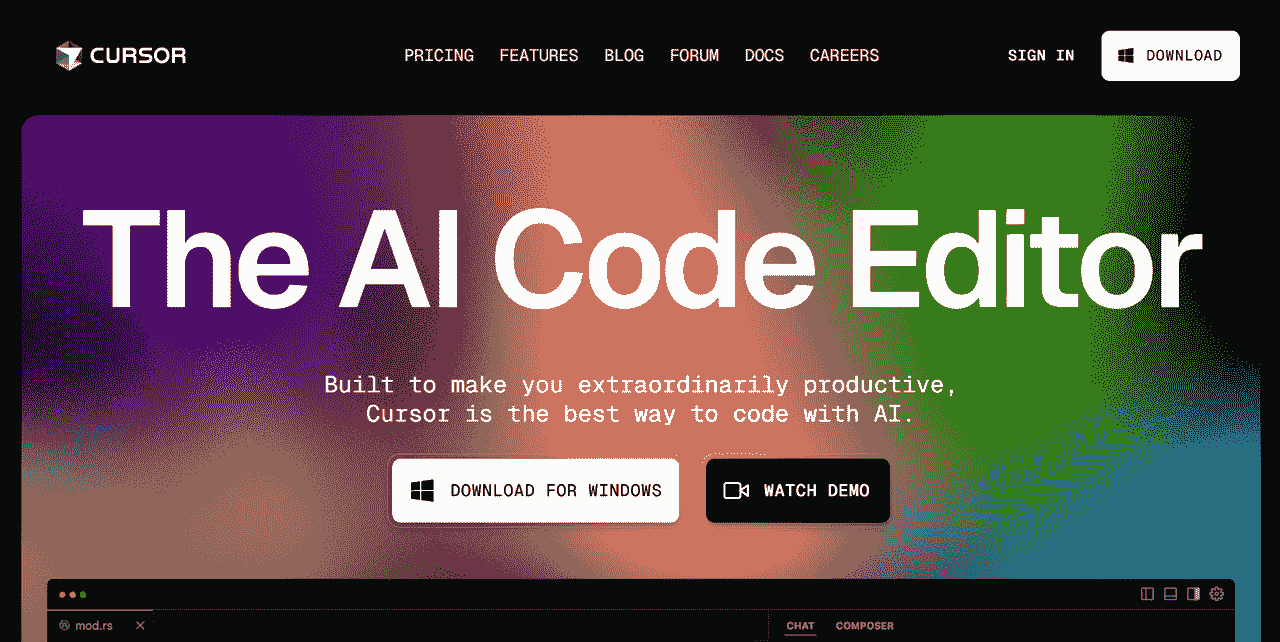 CURSOR
PRICING FEATURES BLOG FORUM DOCS CAREERS
SIGN IN
DOWNLOAD
The AI Code Editor
Built to make you extraordinarily productive,
Cursor is the best way to code with AI.
DOWNLOAD FOR WINDOWS
WATCH DEMO
mod.rs
CHAT COMPOSER